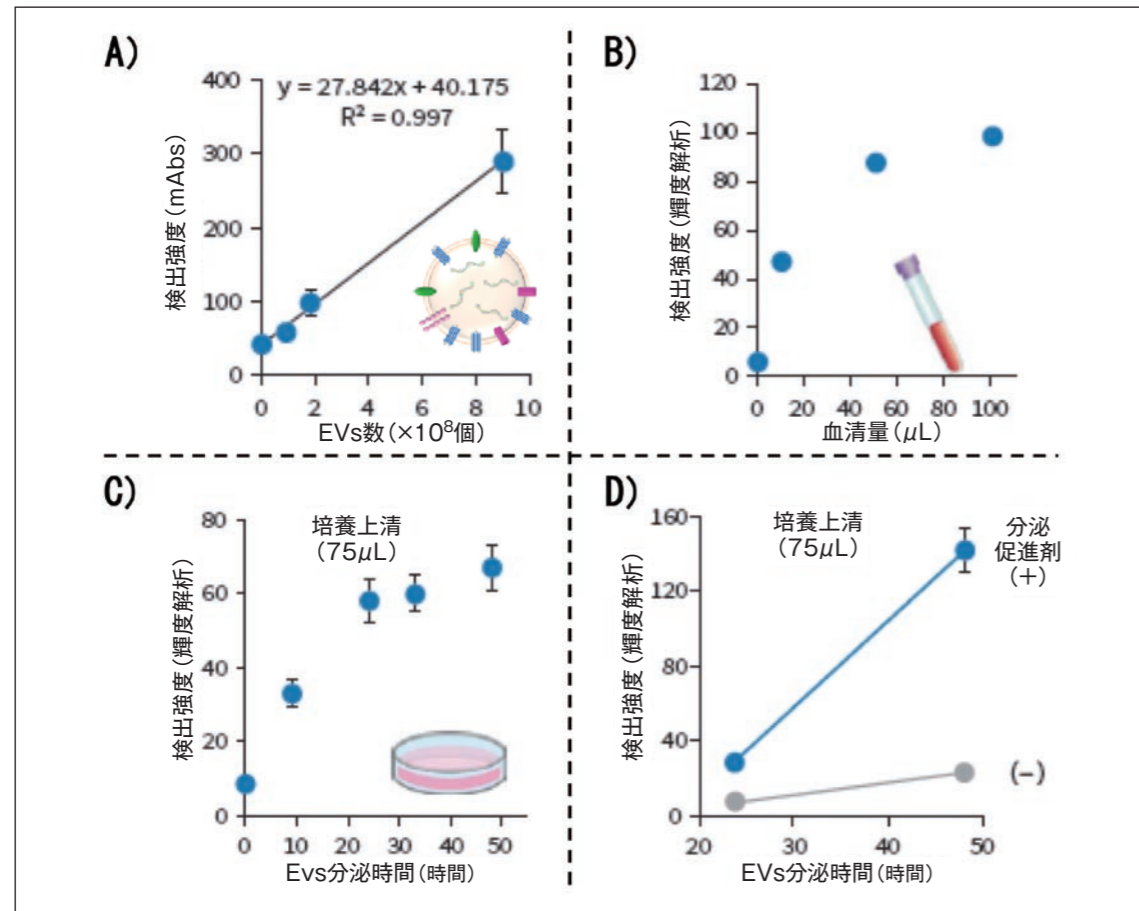 A)
400
300
200
100
0
検出強度(mAbs)
y = 27.842x + 40.175
R² = 0.997
0 2 4 6 8 10
EVs数(×10⁸個)
B)
120
100
80
60
40
20
0
検出強度(輝度解析)
0 20 40 60 80 100
血清量(μL)
C)
80
60
40
20
0
検出強度(輝度解析)
培養上清
(75μL)
0 10 20 30 40 50
Evs分泌時間(時間)
D)
160
120
80
40
0
検出強度(輝度解析)
培養上清
(75μL)
分泌
促進剤
(+)
(−)
20 30 40 50
EVs分泌時間(時間)